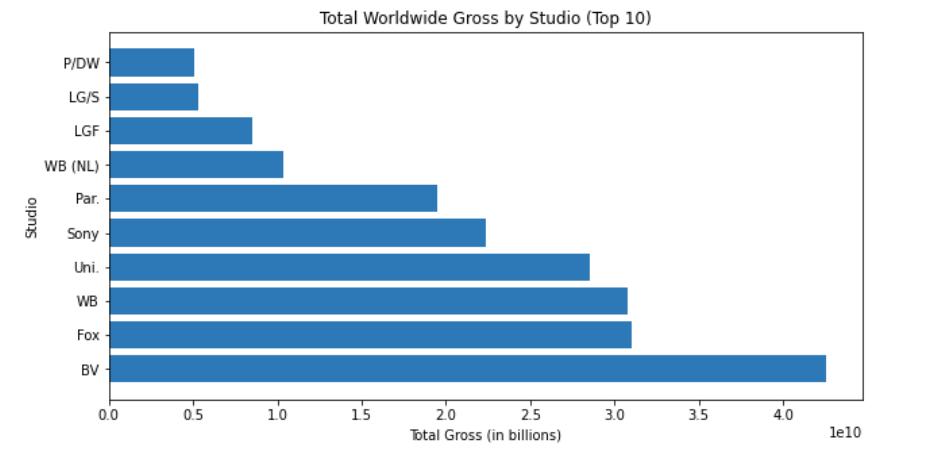 Total Worldwide Gross by Studio (Top 10)
P/DW
LG/S
LGF
WB (NL)
Par.
Sony
Uni.
WB
Fox
BV
Studio
0.0 0.5 1.0 1.5 2.0 2.5 3.0 3.5 4.0
1e10
Total Gross (in billions)